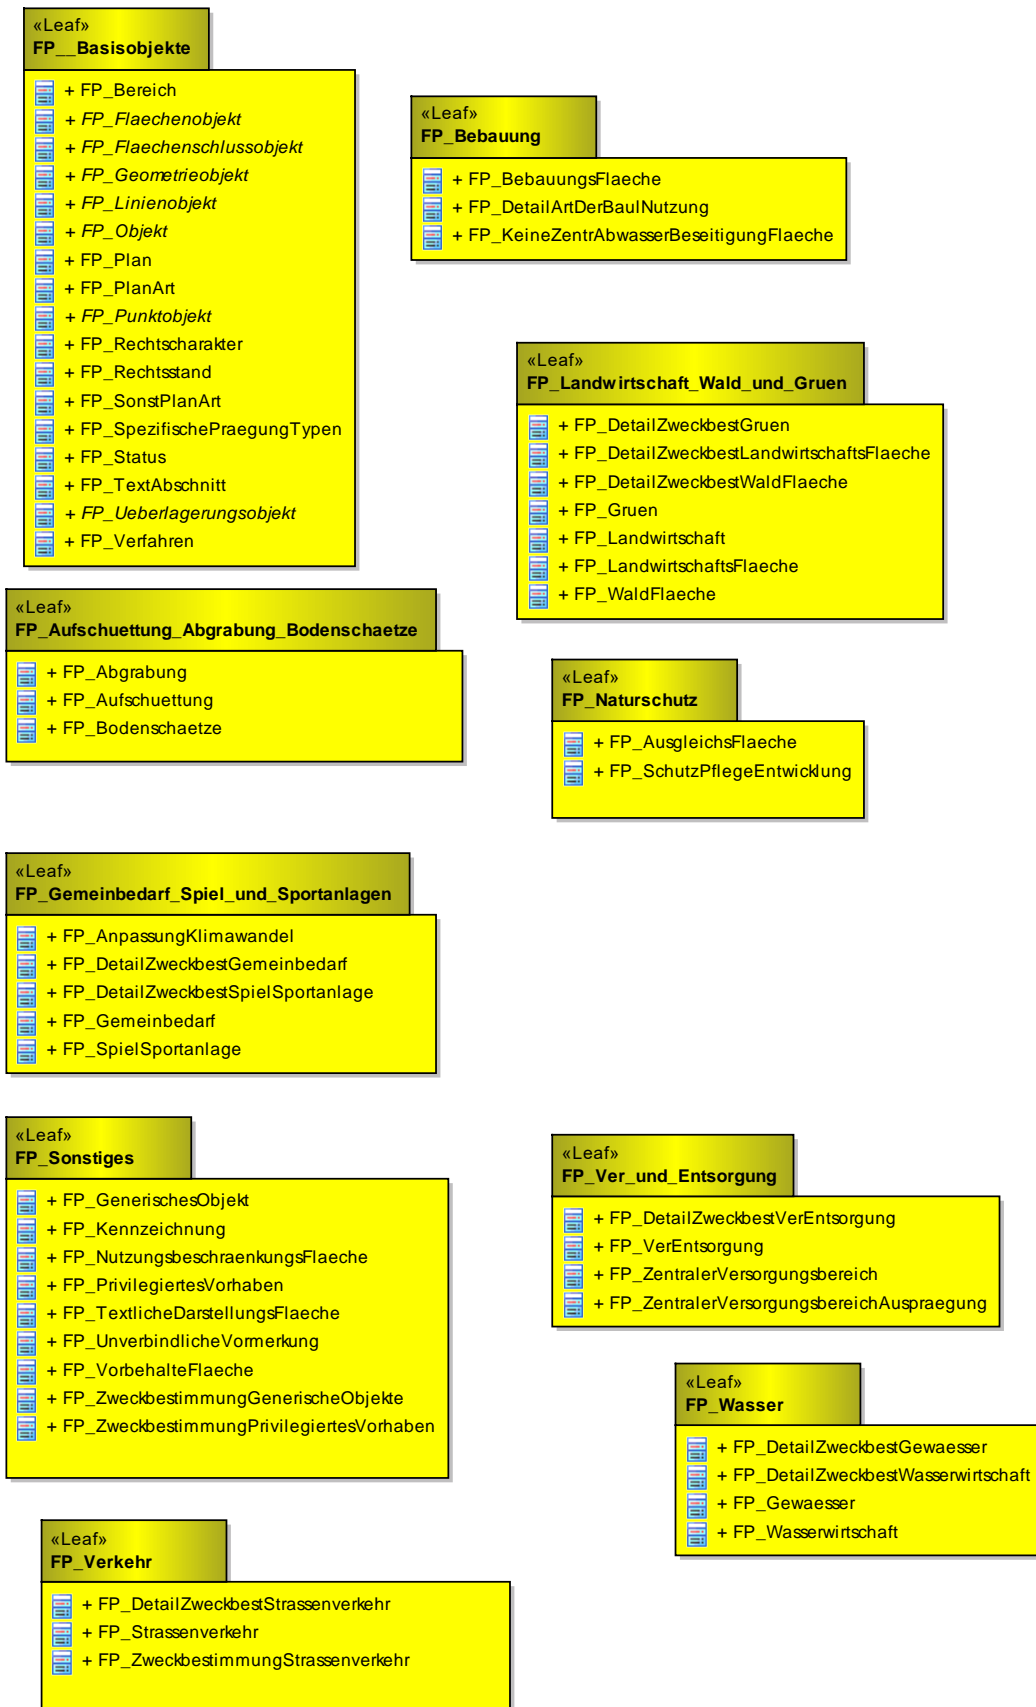 «Leaf»
FP__Basisobjekte
+ FP_Bereich
+ FP_Flaechenobjekt
+ FP_Flaechenschlussobjekt
+ FP_Geometrieobjekt
+ FP_Linienobjekt
+ FP_Objekt
+ FP_Plan
+ FP_PlanArt
+ FP_Punktobjekt
+ FP_Rechtscharakter
+ FP_Rechtsstand
+ FP_SonstPlanArt
+ FP_SpezifischePraegungTypen
+ FP_Status
+ FP_TextAbschnitt
+ FP_Ueberlagerungsobjekt
+ FP_Verfahren
«Leaf»
FP_Bebauung
+ FP_BebauungsFlaeche
+ FP_DetailArtDerBaulNutzung
+ FP_KeineZentrAbwasserBeseitigungFlaeche
«Leaf»
FP_Landwirtschaft_Wald_und_Gruen
+ FP_DetailZweckbestGruen
+ FP_DetailZweckbestLandwirtschaftsFlaeche
+ FP_DetailZweckbestWaldFlaeche
+ FP_Gruen
+ FP_Landwirtschaft
+ FP_LandwirtschaftsFlaeche
+ FP_WaldFlaeche
«Leaf»
FP_Aufschuettung_Abgrabung_Bodenschaetze
+ FP_Abgrabung
+ FP_Aufschuettung
+ FP_Bodenschaetze
«Leaf»
FP_Naturschutz
+ FP_AusgleichsFlaeche
+ FP_SchutzPflegeEntwicklung
«Leaf»
FP_Gemeinbedarf_Spiel_und_Sportanlagen
+ FP_AnpassungKlimawandel
+ FP_DetailZweckbestGemeinbedarf
+ FP_DetailZweckbestSpielSportanlage
+ FP_Gemeinbedarf
+ FP_SpielSportanlage
«Leaf»
FP_Sonstiges
+ FP_GenerischesObjekt
+ FP_Kennzeichnung
+ FP_NutzungsbeschraenkungsFlaeche
+ FP_PrivilegiertesVorhaben
+ FP_TextlicheDarstellungsFlaeche
+ FP_UnverbindlicheVormerkung
+ FP_VorbehalteFlaeche
+ FP_ZweckbestimmungGenerischeObjekte
+ FP_ZweckbestimmungPrivilegiertesVorhaben
«Leaf»
FP_Ver_und_Entsorgung
+ FP_DetailZweckbestVerEntsorgung
+ FP_VerEntsorgung
+ FP_ZentralerVersorgungsbereich
+ FP_ZentralerVersorgungsbereichAuspraegung
«Leaf»
FP_Wasser
+ FP_DetailZweckbestGewaesser
+ FP_DetailZweckbestWasserwirtschaft
+ FP_Gewaesser
+ FP_Wasserwirtschaft
«Leaf»
FP_Verkehr
+ FP_DetailZweckbestStrassenverkehr
+ FP_Strassenverkehr
+ FP_ZweckbestimmungStrassenverkehr